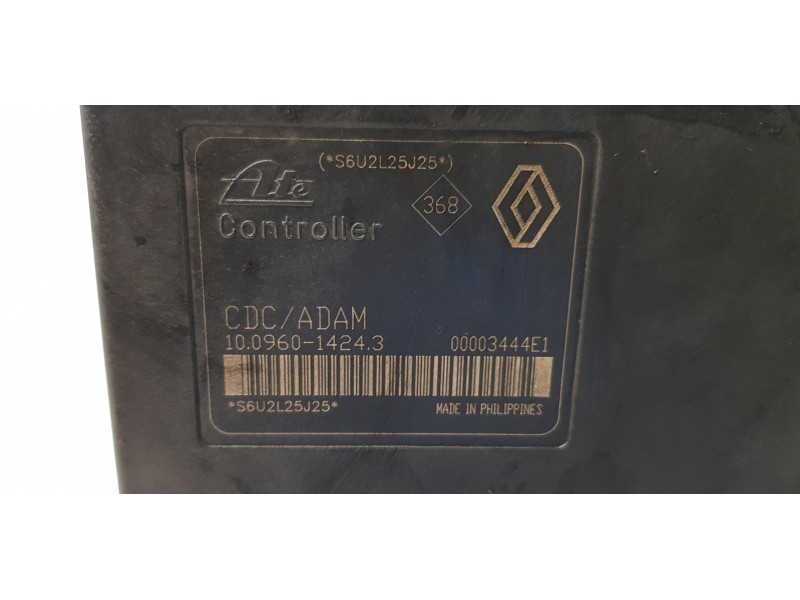 (*S6U2L25J25*)
Ate
368
Controller
CDC/ADAM
10.0960-1424.3 00003444E1
*S6U2L25J25* MADE IN PHILIPPINES